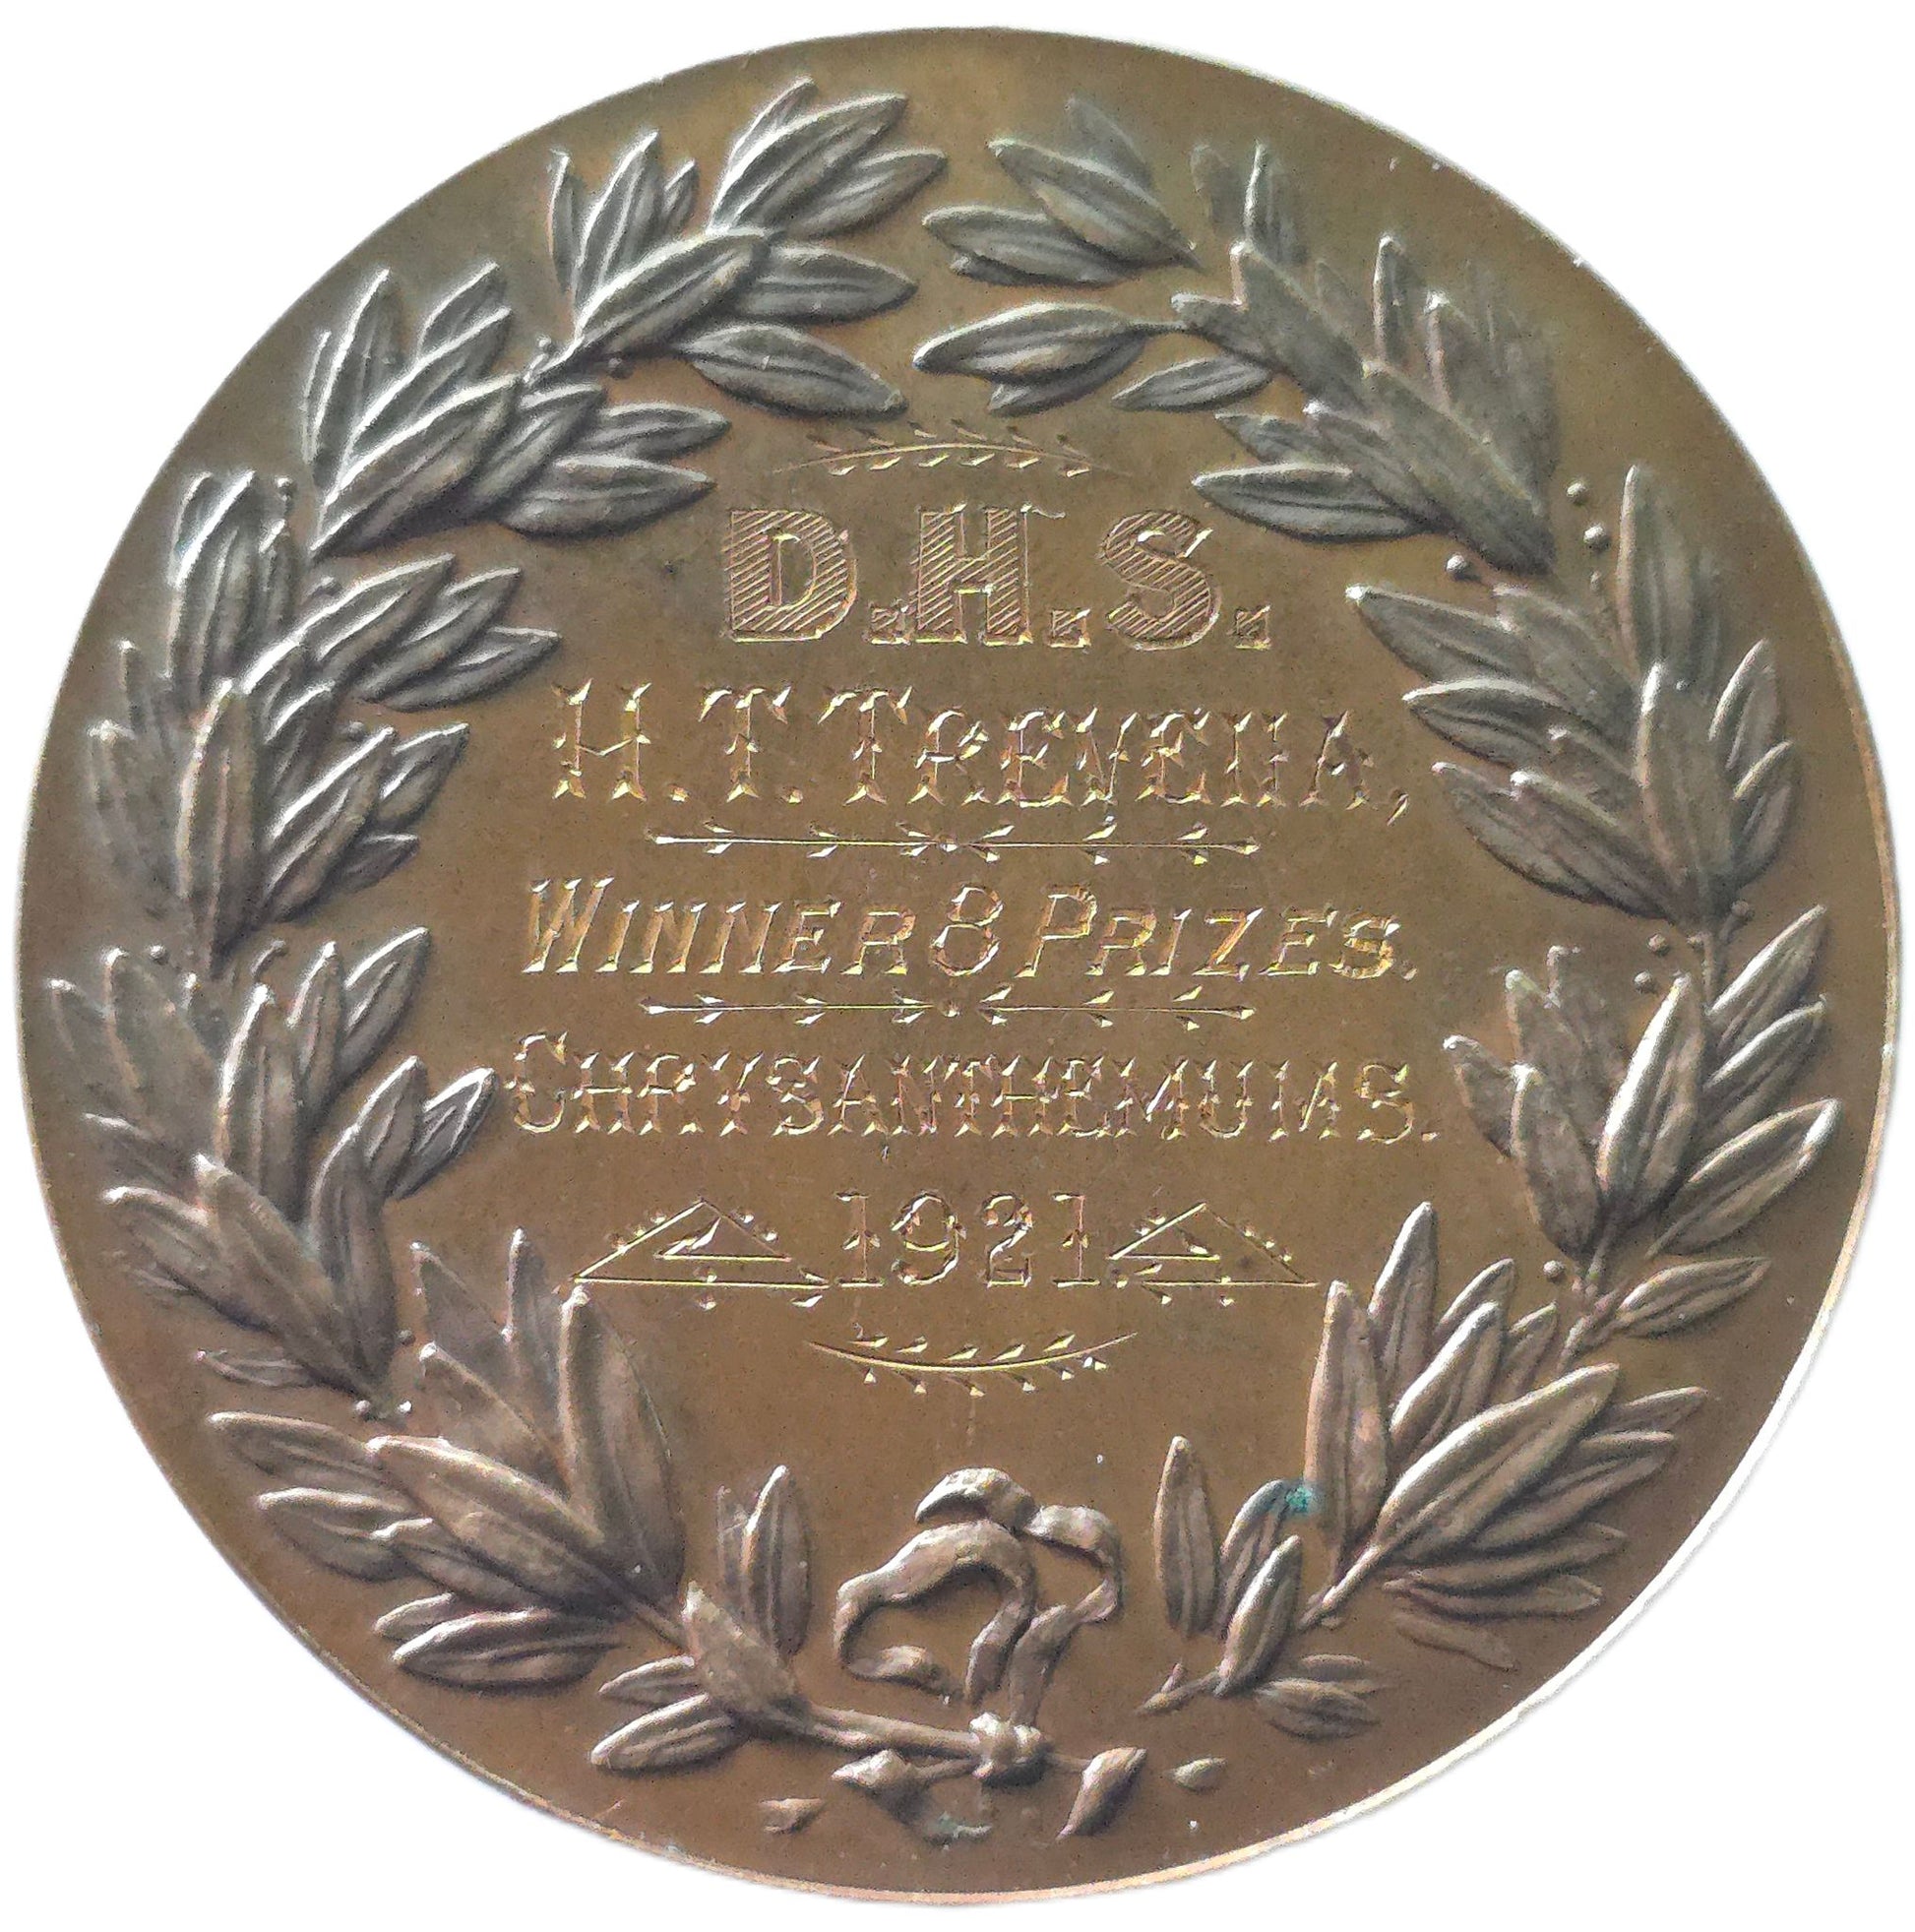 D.H.S.
H. T. TREVENA,
WINNER 8 PRIZES.
CHRYSANTHEMUMS.
1921.